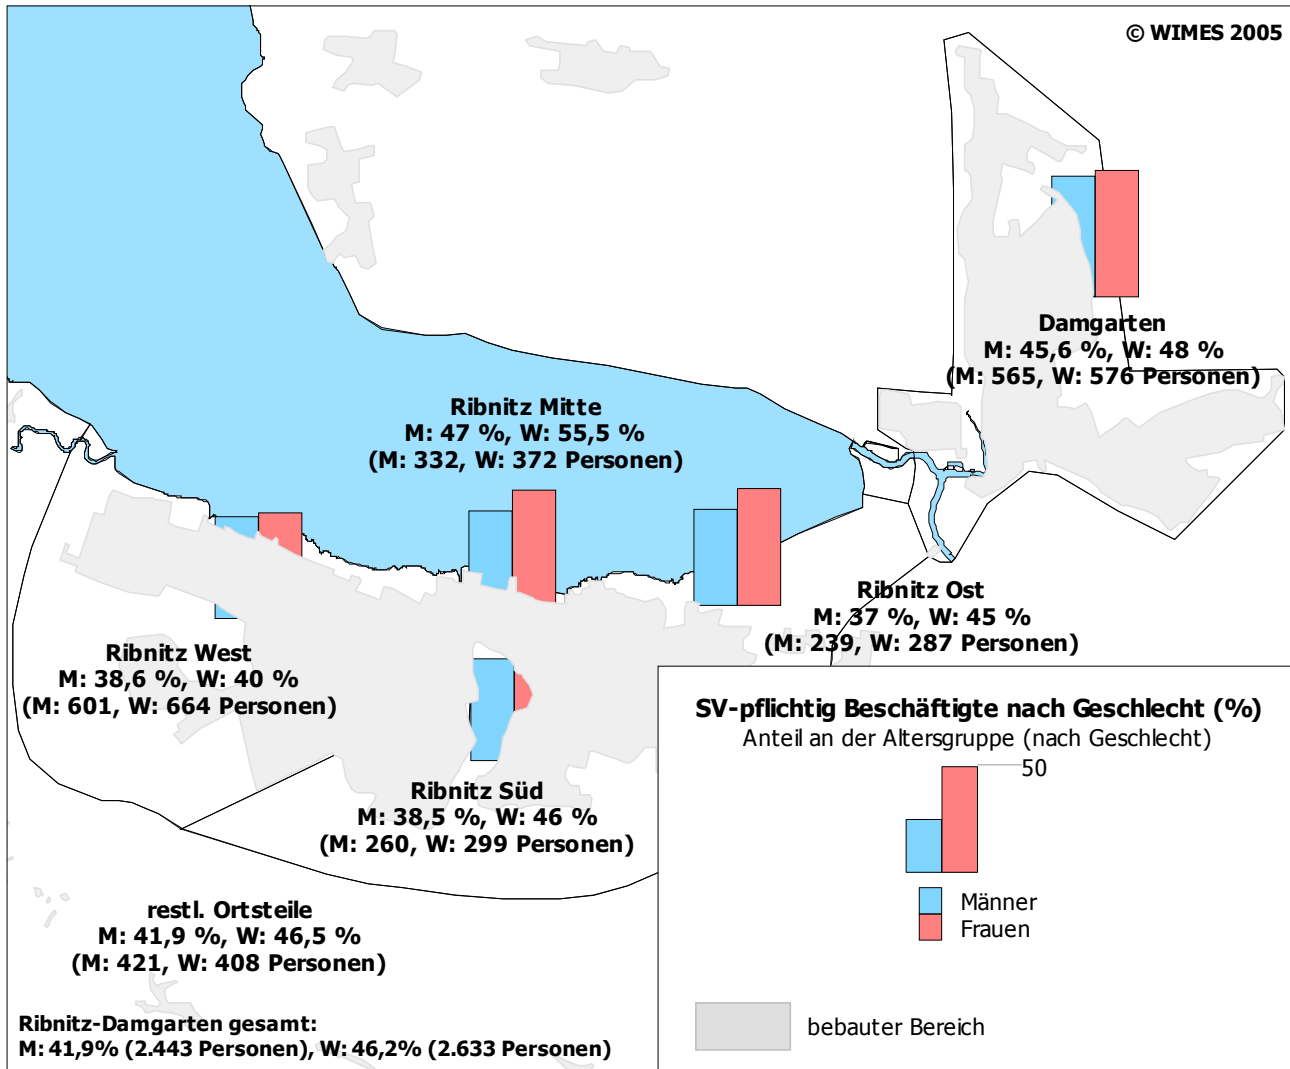 © WIMES 2005
Damgarten
M: 45,6 %, W: 48 %
(M: 565, W: 576 Personen)
Ribnitz Mitte
M: 47 %, W: 55,5 %
(M: 332, W: 372 Personen)
Ribnitz Ost
M: 37 %, W: 45 %
(M: 239, W: 287 Personen)
Ribnitz West
M: 38,6 %, W: 40 %
(M: 601, W: 664 Personen)
Ribnitz Süd
M: 38,5 %, W: 46 %
(M: 260, W: 299 Personen)
restl. Ortsteile
M: 41,9 %, W: 46,5 %
(M: 421, W: 408 Personen)
Ribnitz-Damgarten gesamt:
M: 41,9% (2.443 Personen), W: 46,2% (2.633 Personen)
SV-pflichtig Beschäftigte nach Geschlecht (%)
Anteil an der Altersgruppe (nach Geschlecht)
50
Männer
Frauen
bebauter Bereich